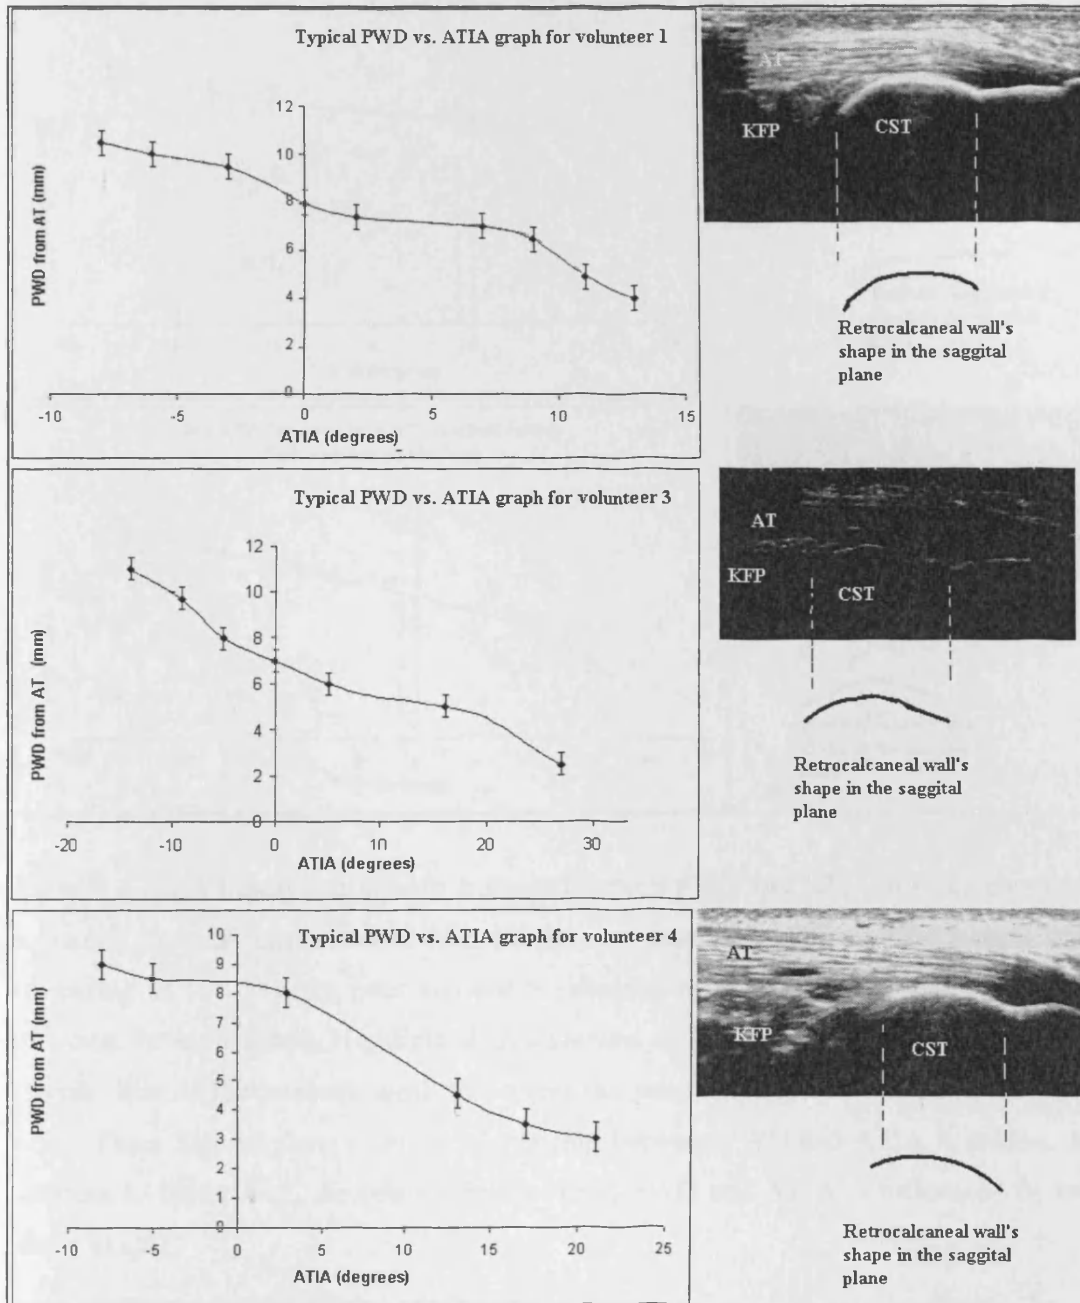 Typical PWD vs. ATIA graph for volunteer 1
PWD from AT (mm)
12
10
8
6
4
2
0
-10
-5
0
5
10
15
ATIA (degrees)
AT
KFP
CST
Retrocalcaneal wall's
shape in the saggital
plane
Typical PWD vs. ATIA graph for volunteer 3
PWD from AT (mm)
12
10
8
6
4
2
0
-20
-10
0
10
20
30
ATIA (degrees)
AT
KFP
CST
Retrocalcaneal wall's
shape in the saggital
plane
Typical PWD vs. ATIA graph for volunteer 4
PWD from AT (mm)
10
9
8
7
6
5
4
3
2
1
0
-10
-5
0
5
10
15
20
25
ATIA (degrees)
AT
KFP
CST
Retrocalcaneal wall's
shape in the saggital
plane